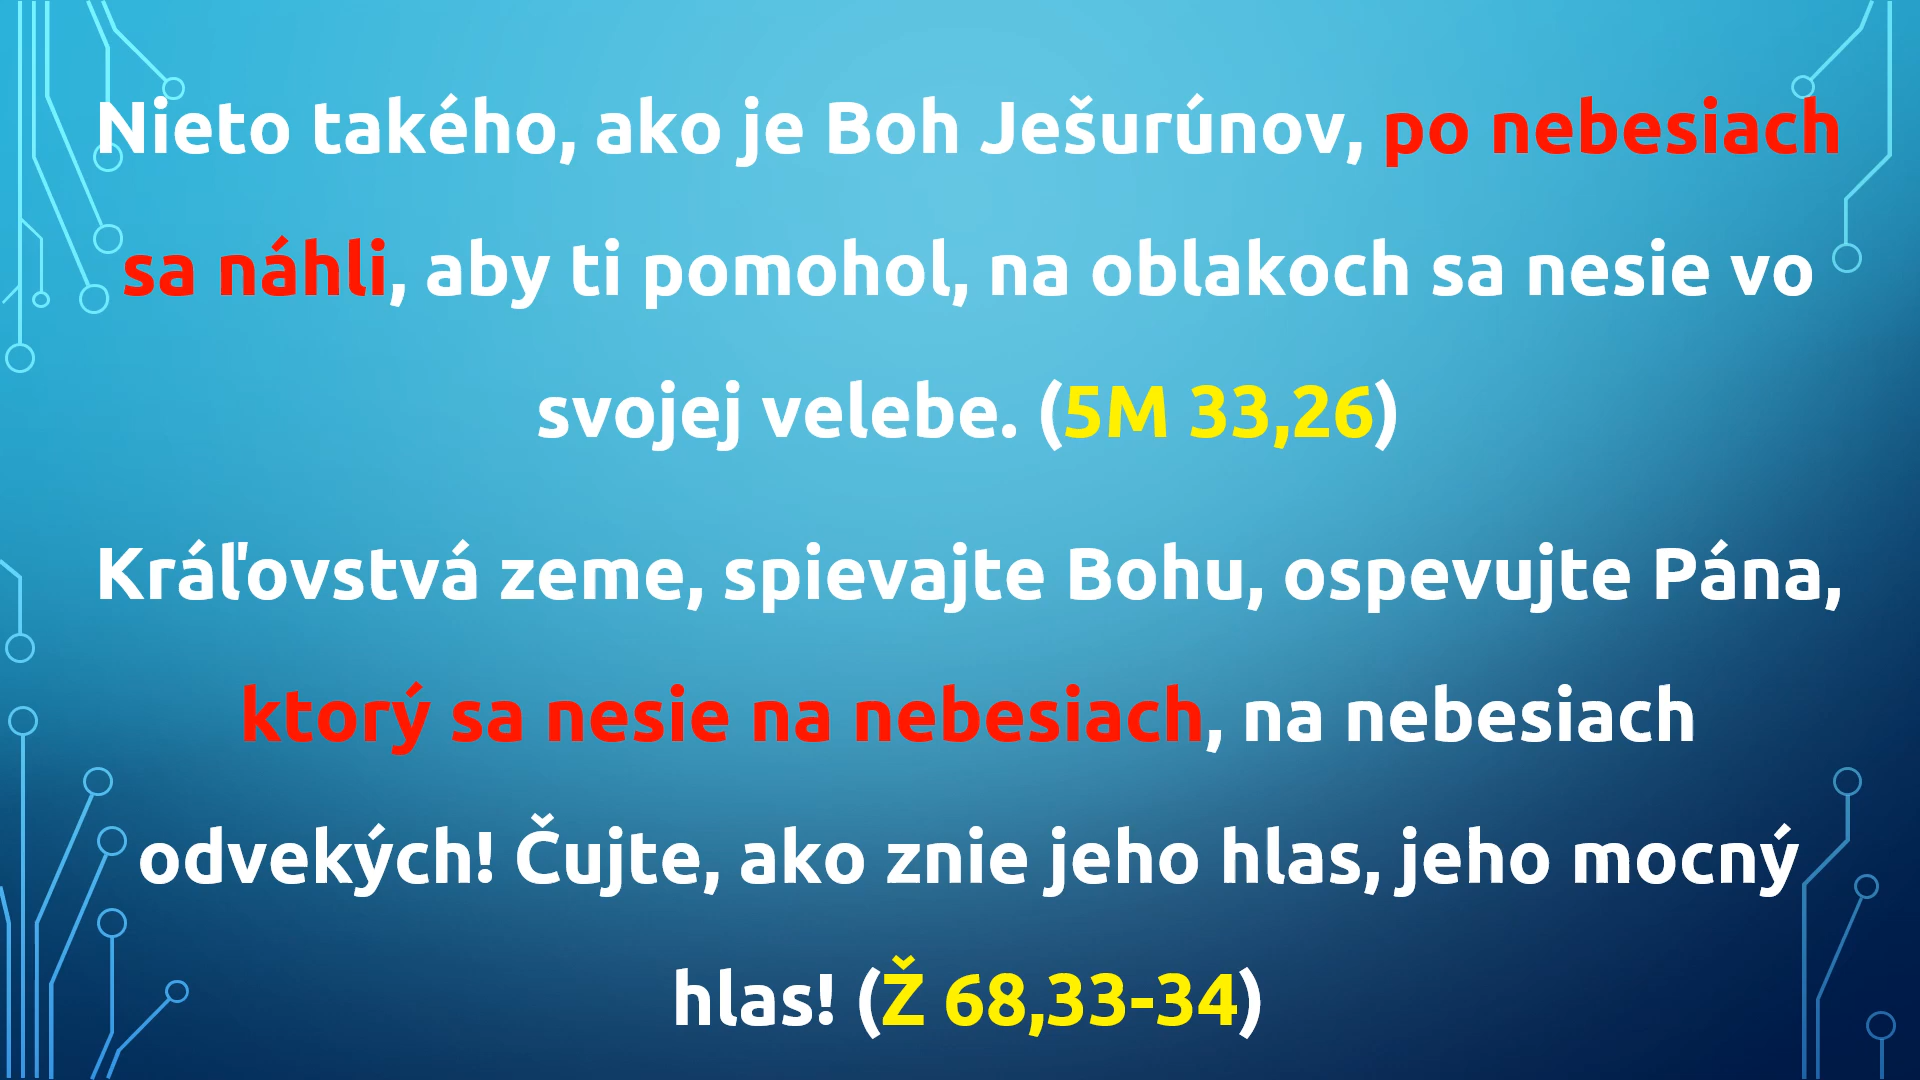 Nieto takého, ako je Boh Ješurúnov, po nebesiach
sa náhli, aby ti pomohol, na oblakoch sa nesie vo
svojej velebe. (5M 33,26)
Kráľovstvá zeme, spievajte Bohu, ospevujte Pána,
ktorý sa nesie na nebesiach, na nebesiach
odvekých! Čujte, ako znie jeho hlas, jeho mocný
hlas! (Ž 68,33-34)